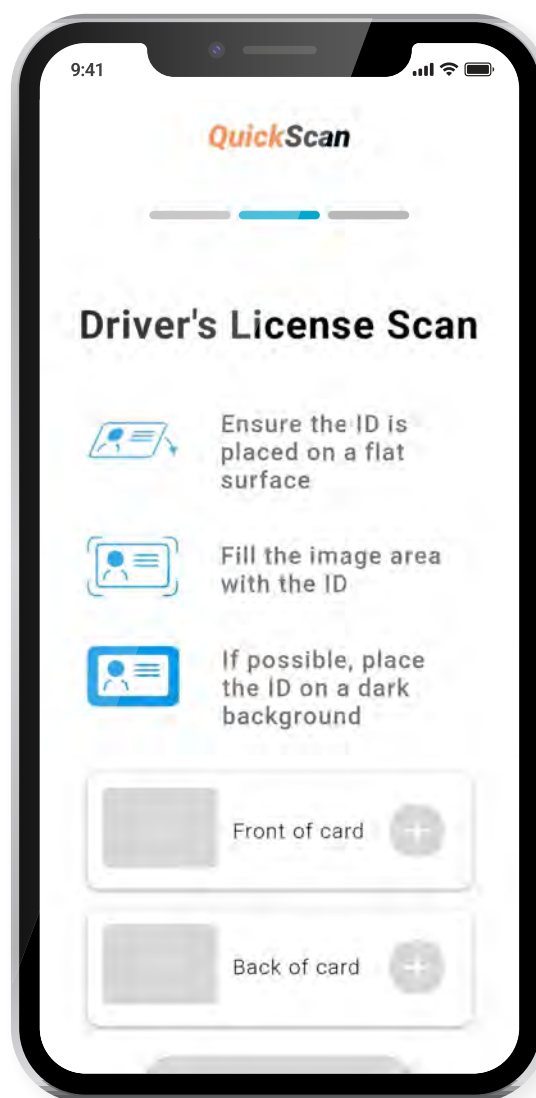 9:41
QuickScan
Driver's License Scan
Ensure the ID is
placed on a flat
surface
Fill the image area
with the ID
If possible, place
the ID on a dark
background
Front of card
Back of card